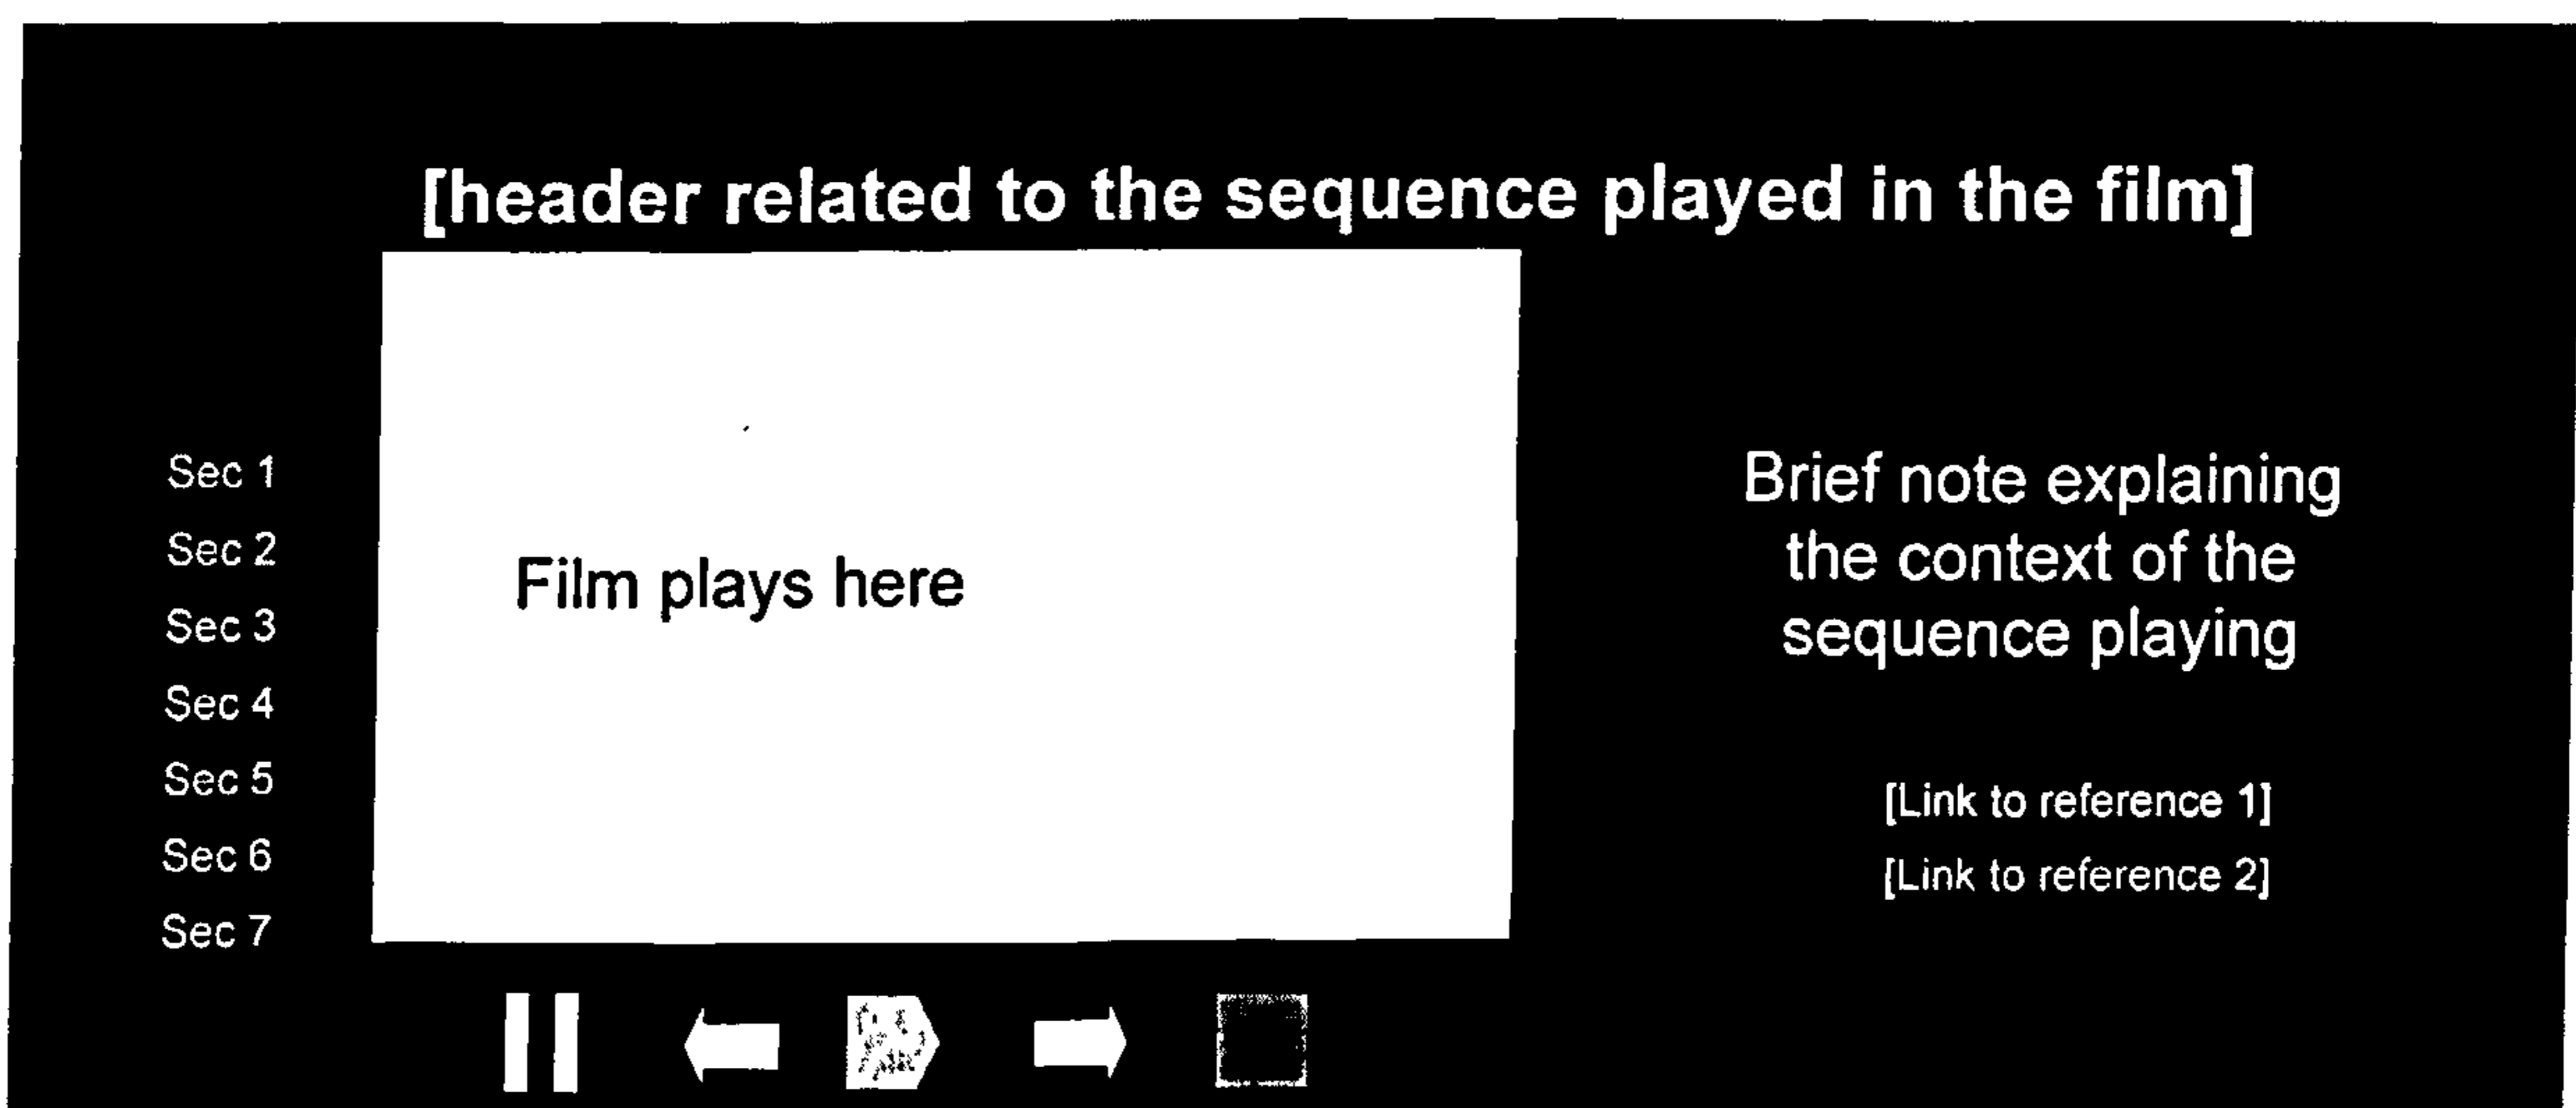 [header related to the sequence played in the film]
Sec 1
Sec 2
Sec 3
Sec 4
Sec 5
Sec 6
Sec 7
Film plays here
Brief note explaining
the context of the
sequence playing
[Link to reference 1]
[Link to reference 2]